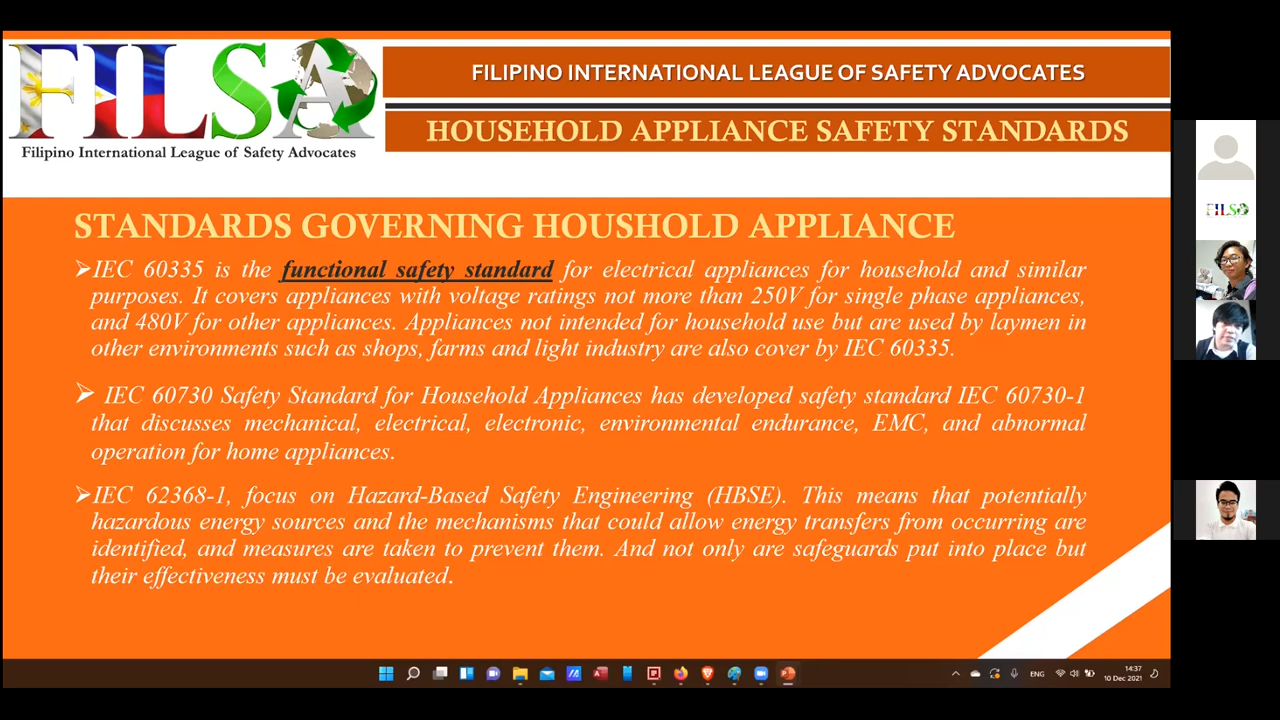 FILSA
Filipino International League of Safety Advocates
FILIPINO INTERNATIONAL LEAGUE OF SAFETY ADVOCATES
HOUSEHOLD APPLIANCE SAFETY STANDARDS
STANDARDS GOVERNING HOUSHOLD APPLIANCE
➢IEC 60335 is the functional safety standard for electrical appliances for household and similar
purposes. It covers appliances with voltage ratings not more than 250V for single phase appliances,
and 480V for other appliances. Appliances not intended for household use but are used by laymen in
other environments such as shops, farms and light industry are also cover by IEC 60335.
➢ IEC 60730 Safety Standard for Household Appliances has developed safety standard IEC 60730-1
that discusses mechanical, electrical, electronic, environmental endurance, EMC, and abnormal
operation for home appliances.
➢IEC 62368-1, focus on Hazard-Based Safety Engineering (HBSE). This means that potentially
hazardous energy sources and the mechanisms that could allow energy transfers from occurring are
identified, and measures are taken to prevent them. And not only are safeguards put into place but
their effectiveness must be evaluated.
FILSA
ENG
14:37
10 Dec 2021